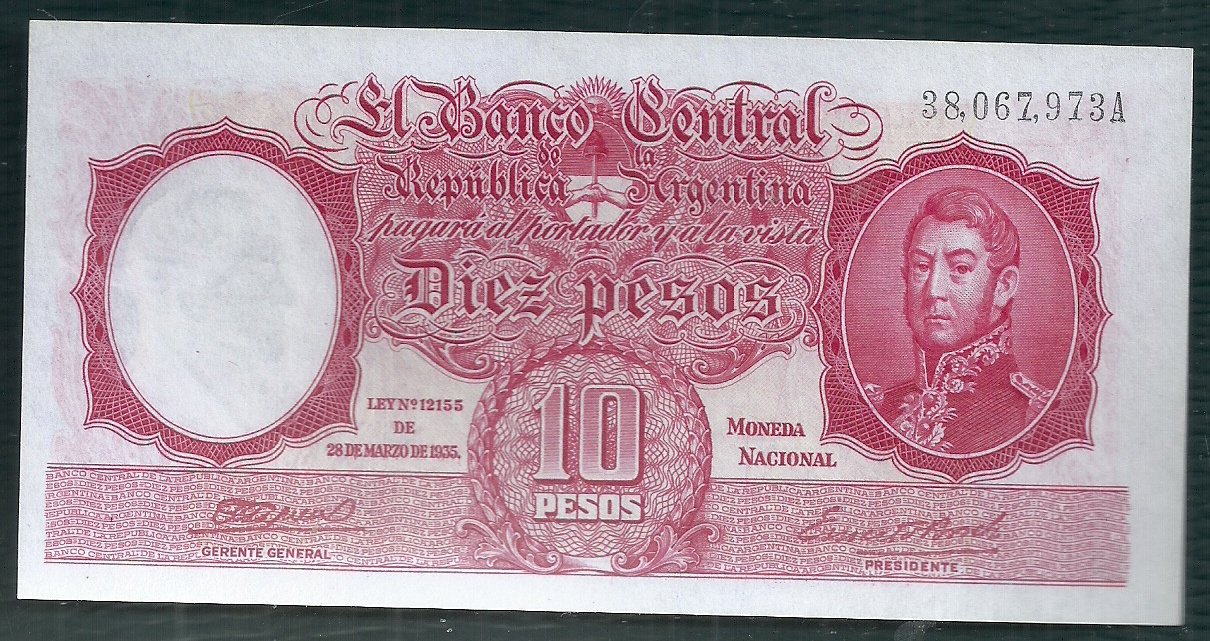 38,067,973A
El Banco Central
de la
República Argentina
pagará al portador y a la vista
Diez pesos
LEY Nº 12155
DE
28 DE MARZO DE 1935.
MONEDA
NACIONAL
10
PESOS
GERENTE GENERAL
PRESIDENTE